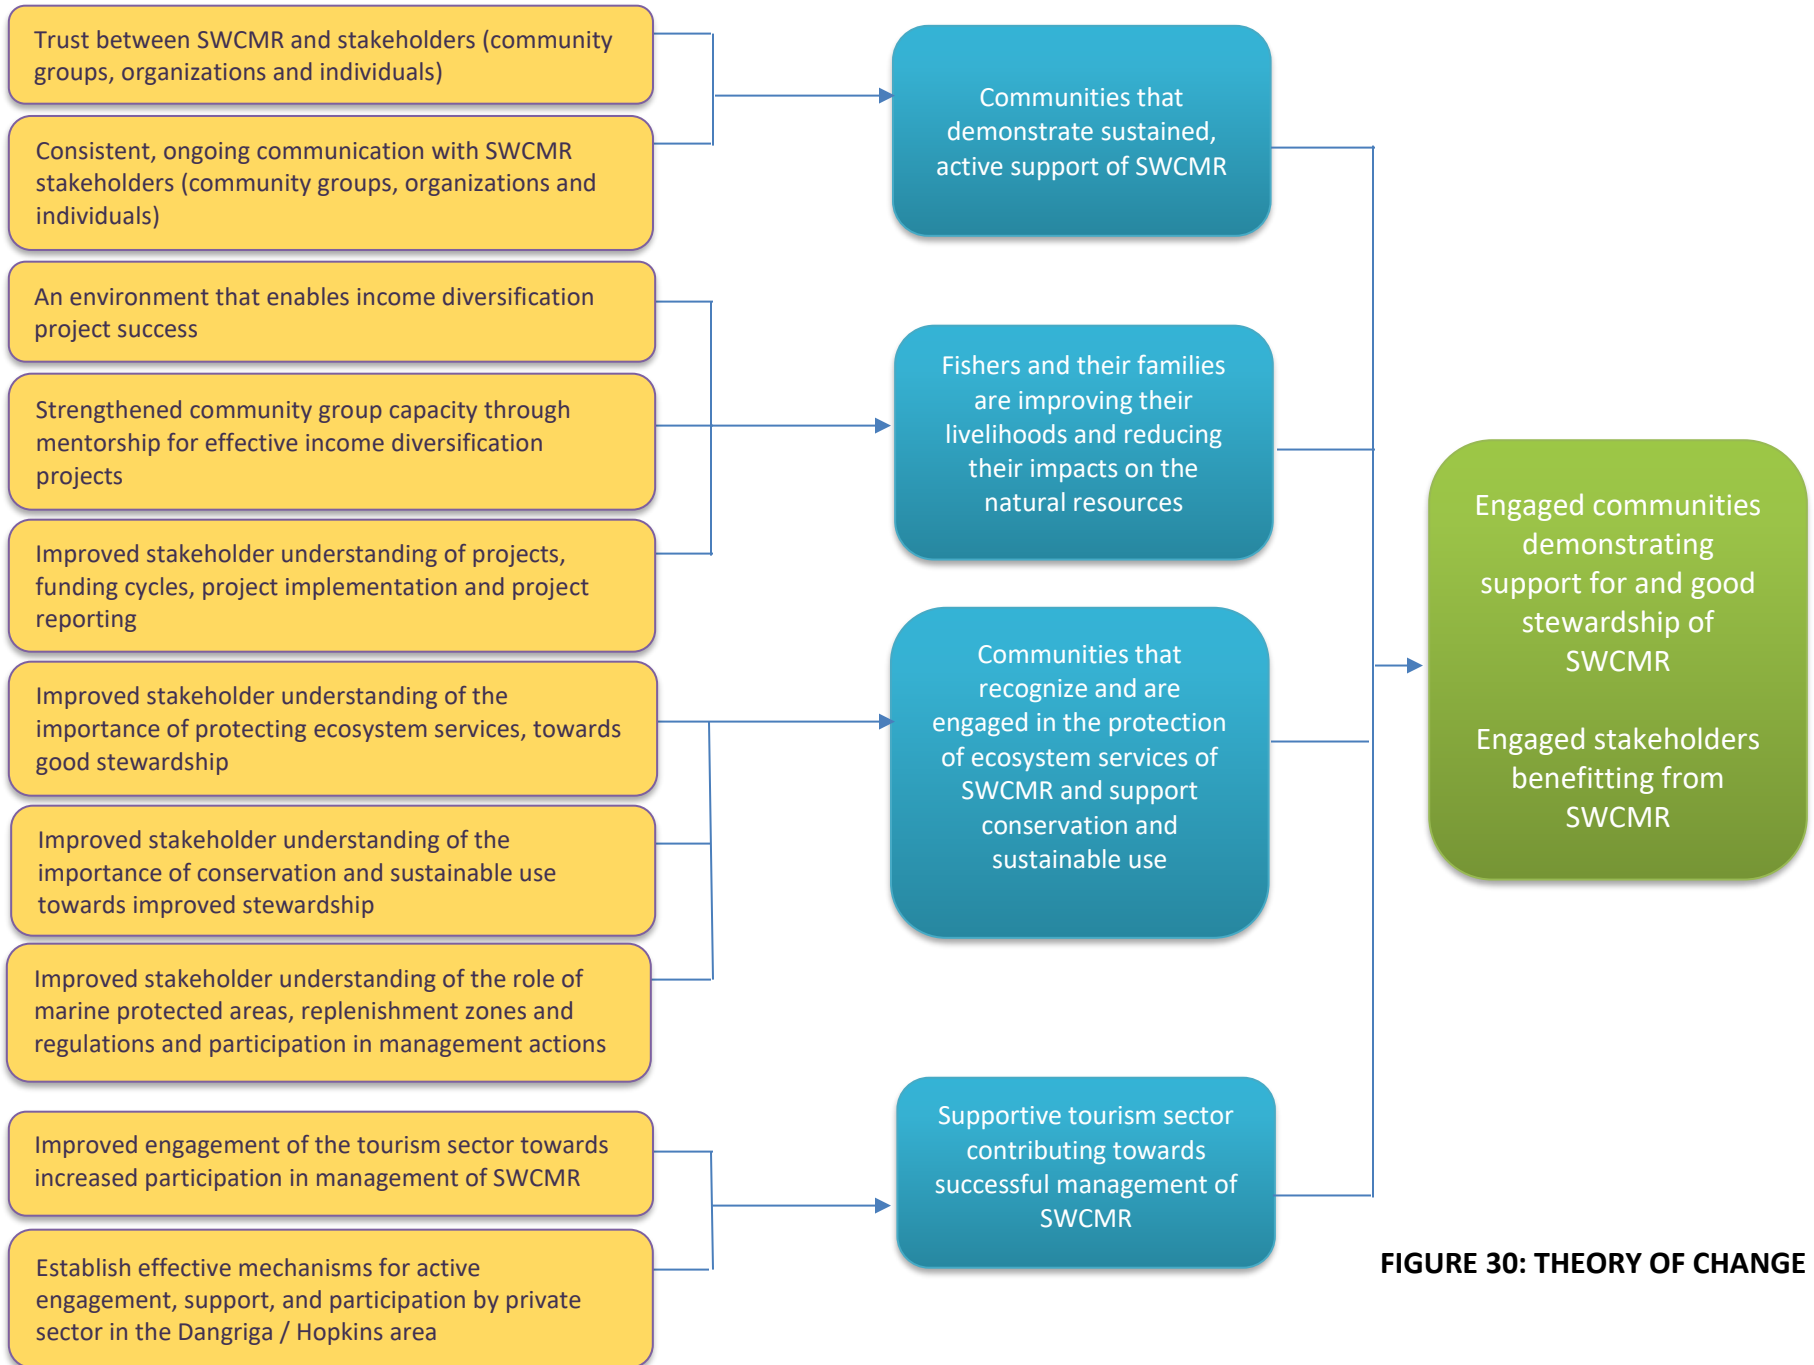 Trust between SWCMR and stakeholders (community
groups, organizations and individuals)
Consistent, ongoing communication with SWCMR
stakeholders (community groups, organizations and
individuals)
An environment that enables income diversification
project success
Strengthened community group capacity through
mentorship for effective income diversification
projects
Improved stakeholder understanding of projects,
funding cycles, project implementation and project
reporting
Improved stakeholder understanding of the
importance of protecting ecosystem services, towards
good stewardship
Improved stakeholder understanding of the
importance of conservation and sustainable use
towards improved stewardship
Improved stakeholder understanding of the role of
marine protected areas, replenishment zones and
regulations and participation in management actions
Improved engagement of the tourism sector towards
increased participation in management of SWCMR
Establish effective mechanisms for active
engagement, support, and participation by private
sector in the Dangriga / Hopkins area
Communities that
demonstrate sustained,
active support of SWCMR
Fishers and their families
are improving their
livelihoods and reducing
their impacts on the
natural resources
Communities that
recognize and are
engaged in the protection
of ecosystem services of
SWCMR and support
conservation and
sustainable use
Supportive tourism sector
contributing towards
successful management of
SWCMR
Engaged communities
demonstrating
support for and good
stewardship of
SWCMR
Engaged stakeholders
benefitting from
SWCMR
FIGURE 30: THEORY OF CHANGE